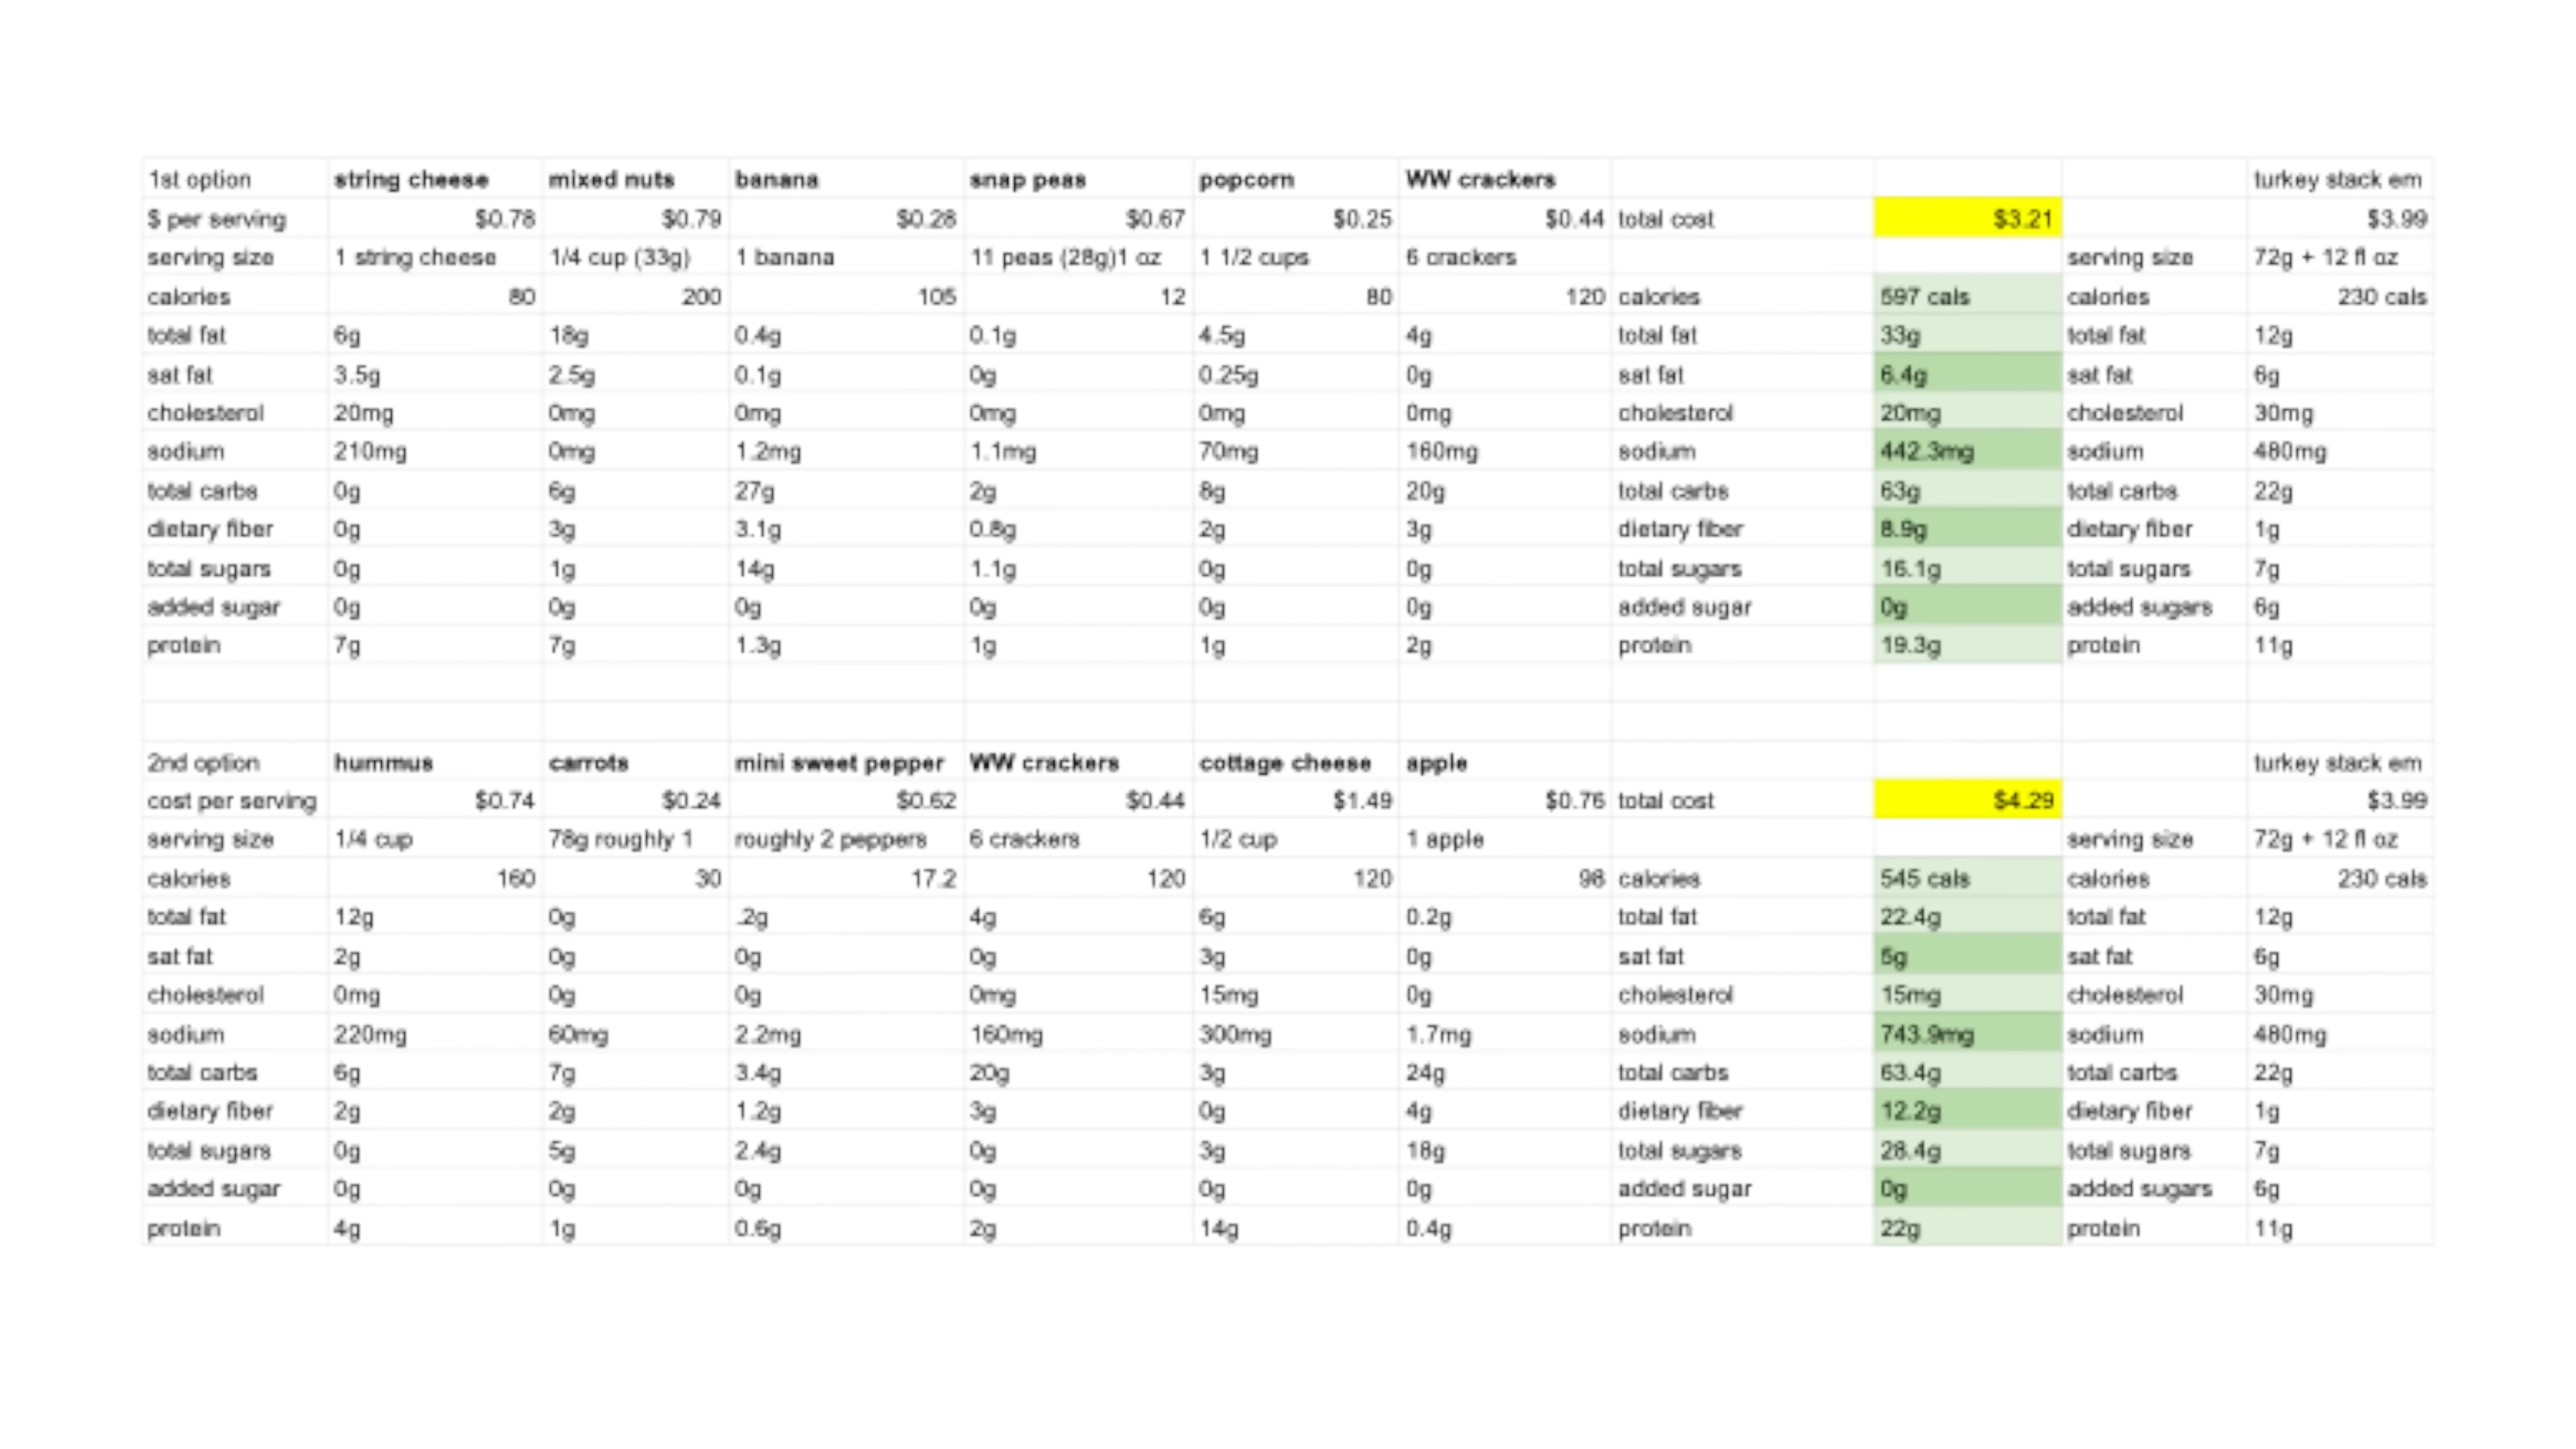 1st option string cheese mixed nuts banana snap peas popcorn WW crackers turkey stack em
$ per serving $0.78 $0.79 $0.28 $0.67 $0.25 $0.44 total cost $3.21 $3.99
serving size 1 string cheese 1/4 cup (33g) 1 banana 11 peas (28g)1 oz 1 1/2 cups 6 crackers serving size 72g + 12 fl oz
calories 80 200 105 12 80 120 calories 597 cals calories 230 cals
total fat 6g 18g 0.4g 0.1g 4.5g 4g total fat 33g total fat 12g
sat fat 3.5g 2.5g 0.1g 0g 0.25g 0g sat fat 6.4g sat fat 6g
cholesterol 20mg 0mg 0mg 0mg 0mg 0mg cholesterol 20mg cholesterol 30mg
sodium 210mg 0mg 1.2mg 1.1mg 70mg 160mg sodium 442.3mg sodium 480mg
total carbs 0g 6g 27g 2g 8g 20g total carbs 63g total carbs 22g
dietary fiber 0g 3g 3.1g 0.8g 2g 3g dietary fiber 8.9g dietary fiber 1g
total sugars 0g 1g 14g 1.1g 0g 0g total sugars 16.1g total sugars 7g
added sugar 0g 0g 0g 0g 0g 0g added sugar 0g added sugars 6g
protein 7g 7g 1.3g 1g 1g 2g protein 19.3g protein 11g
2nd option hummus carrots mini sweet pepper WW crackers cottage cheese apple turkey stack em
cost per serving $0.74 $0.24 $0.62 $0.44 $1.49 $0.76 total cost $4.29 $3.99
serving size 1/4 cup 78g roughly 1 roughly 2 peppers 6 crackers 1/2 cup 1 apple serving size 72g + 12 fl oz
calories 160 30 17.2 120 120 98 calories 545 cals calories 230 cals
total fat 12g 0g .2g 4g 6g 0.2g total fat 22.4g total fat 12g
sat fat 2g 0g 0g 0g 3g 0g sat fat 5g sat fat 6g
cholesterol 0mg 0g 0g 0mg 15mg 0g cholesterol 15mg cholesterol 30mg
sodium 220mg 60mg 2.2mg 160mg 300mg 1.7mg sodium 743.9mg sodium 480mg
total carbs 6g 7g 3.4g 20g 3g 24g total carbs 63.4g total carbs 22g
dietary fiber 2g 2g 1.2g 3g 0g 4g dietary fiber 12.2g dietary fiber 1g
total sugars 0g 5g 2.4g 0g 3g 18g total sugars 28.4g total sugars 7g
added sugar 0g 0g 0g 0g 0g 0g added sugar 0g added sugars 6g
protein 4g 1g 0.6g 2g 14g 0.4g protein 22g protein 11g